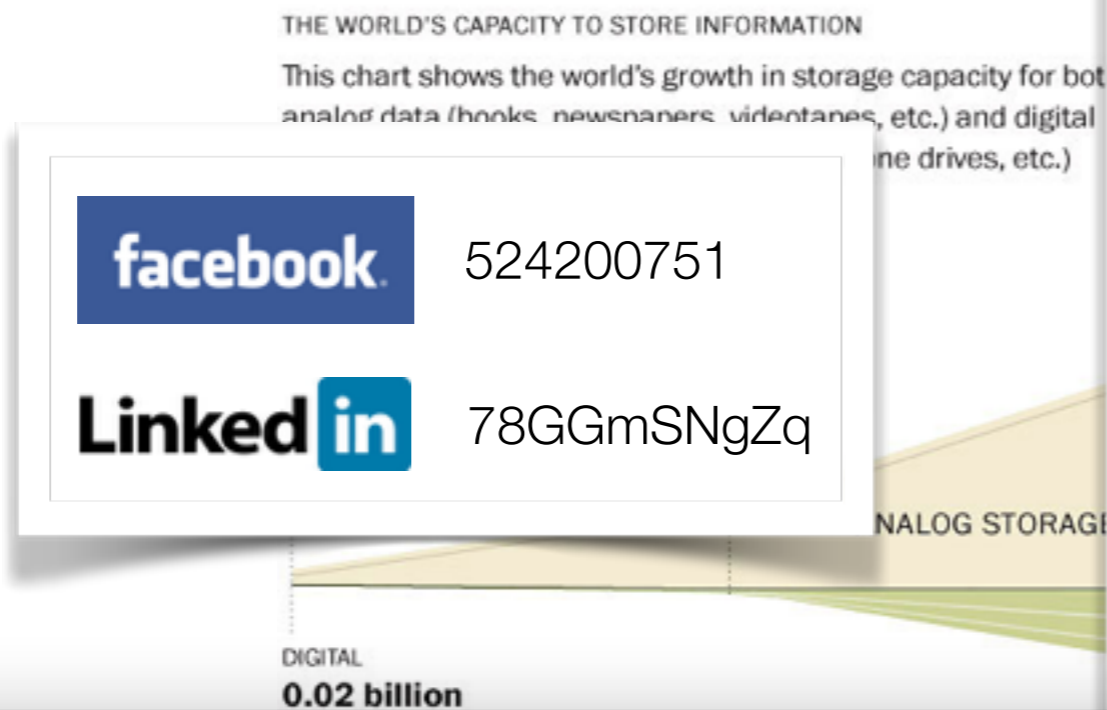 THE WORLD'S CAPACITY TO STORE INFORMATION
This chart shows the world's growth in storage capacity for bot
analog data (books, newspapers, videotapes, etc.) and digital
ne drives, etc.)
facebook.
524200751
Linked in
78GGmSNgZq
NALOG STORAGE
DIGITAL
0.02 billion